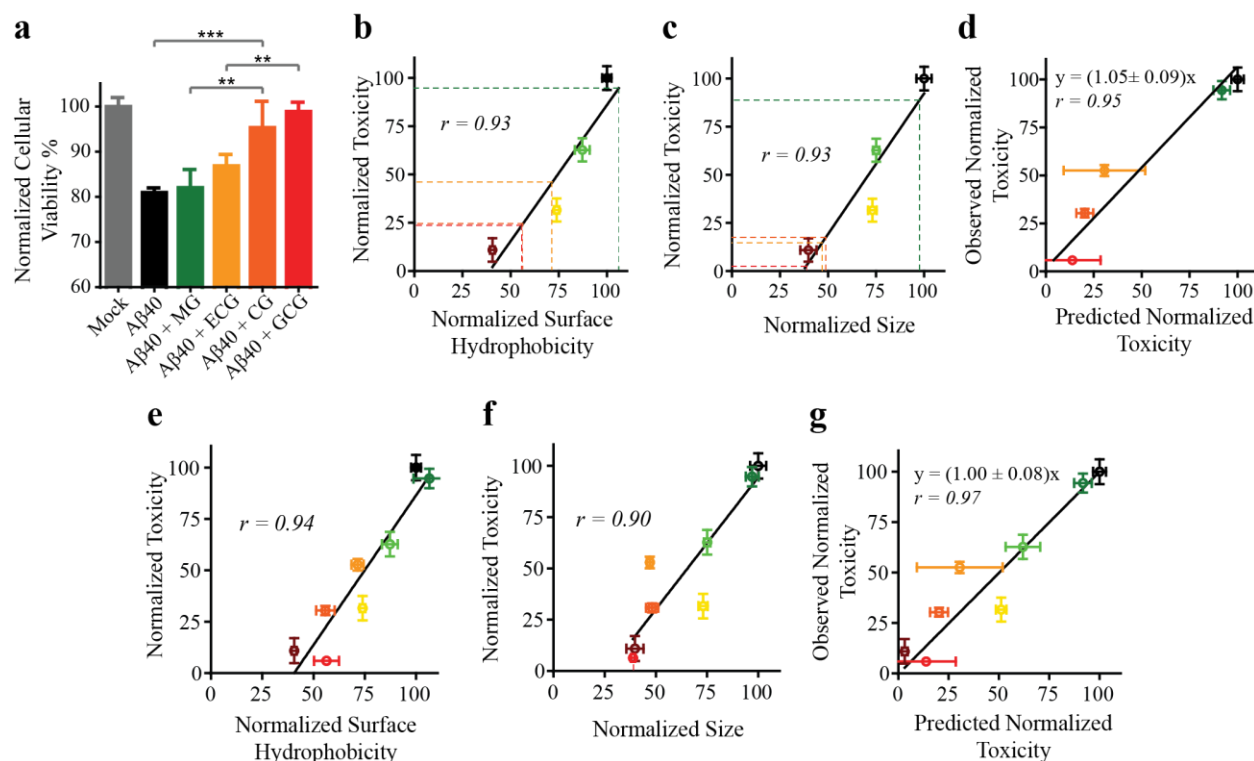 a
Normalized Cellular
Viability %
100
90
80
70
60
***
**
**
Mock
Aβ40
Aβ40 + MG
Aβ40 + ECG
Aβ40 + CG
Aβ40 + GCG
b
Normalized Toxicity
100
75
50
25
0
r = 0.93
0 25 50 75 100
Normalized Surface
Hydrophobicity
c
Normalized Toxicity
100
75
50
25
0
r = 0.93
0 25 50 75 100
Normalized Size
d
Observed Normalized
Toxicity
100
75
50
25
0
y = (1.05± 0.09)x
r = 0.95
0 25 50 75 100
Predicted Normalized
Toxicity
e
Normalized Toxicity
100
75
50
25
0
r = 0.94
0 25 50 75 100
Normalized Surface
Hydrophobicity
f
Normalized Toxicity
100
75
50
25
0
r = 0.90
0 25 50 75 100
Normalized Size
g
Observed Normalized
Toxicity
100
75
50
25
0
y = (1.00 ± 0.08)x
r = 0.97
0 25 50 75 100
Predicted Normalized
Toxicity